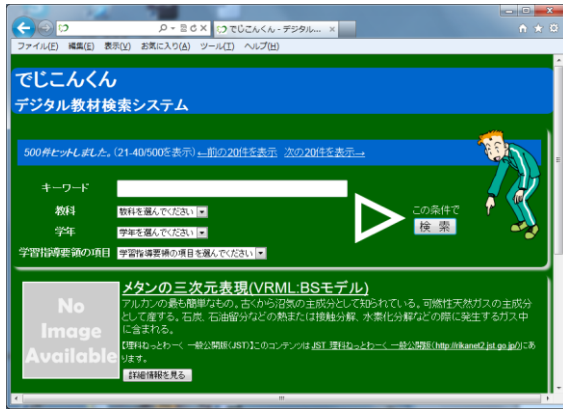 でじこんくん - デジタル...
ファイル(F) 編集(E) 表示(V) お気に入り(A) ツール(T) ヘルプ(H)
でじこんくん
デジタル教材検索システム
500件ヒットしました。(21-40/500を表示) ←前の20件を表示 次の20件を表示→
キーワード
教科 教科を選んでください
学年 学年を選んでください
学習指導要領の項目 学習指導要領の項目を選んでください
この条件で
検 索
No
Image
Available
メタンの三次元表現(VRML:BSモデル)
アルカンの最も簡単なもの。古くから沼気の主成分として知られている。可燃性天然ガスの主成分
として産する。石炭、石油留分などの熱または接触分解、水素化分解などの際に発生するガス中
に含まれる。
【理科ねっとわーく 一般公開版(JST)】このコンテンツは JST 理科ねっとわーく 一般公開版(http://rikanet2.jst.go.jp/)にあ
ります。
詳細情報を見る